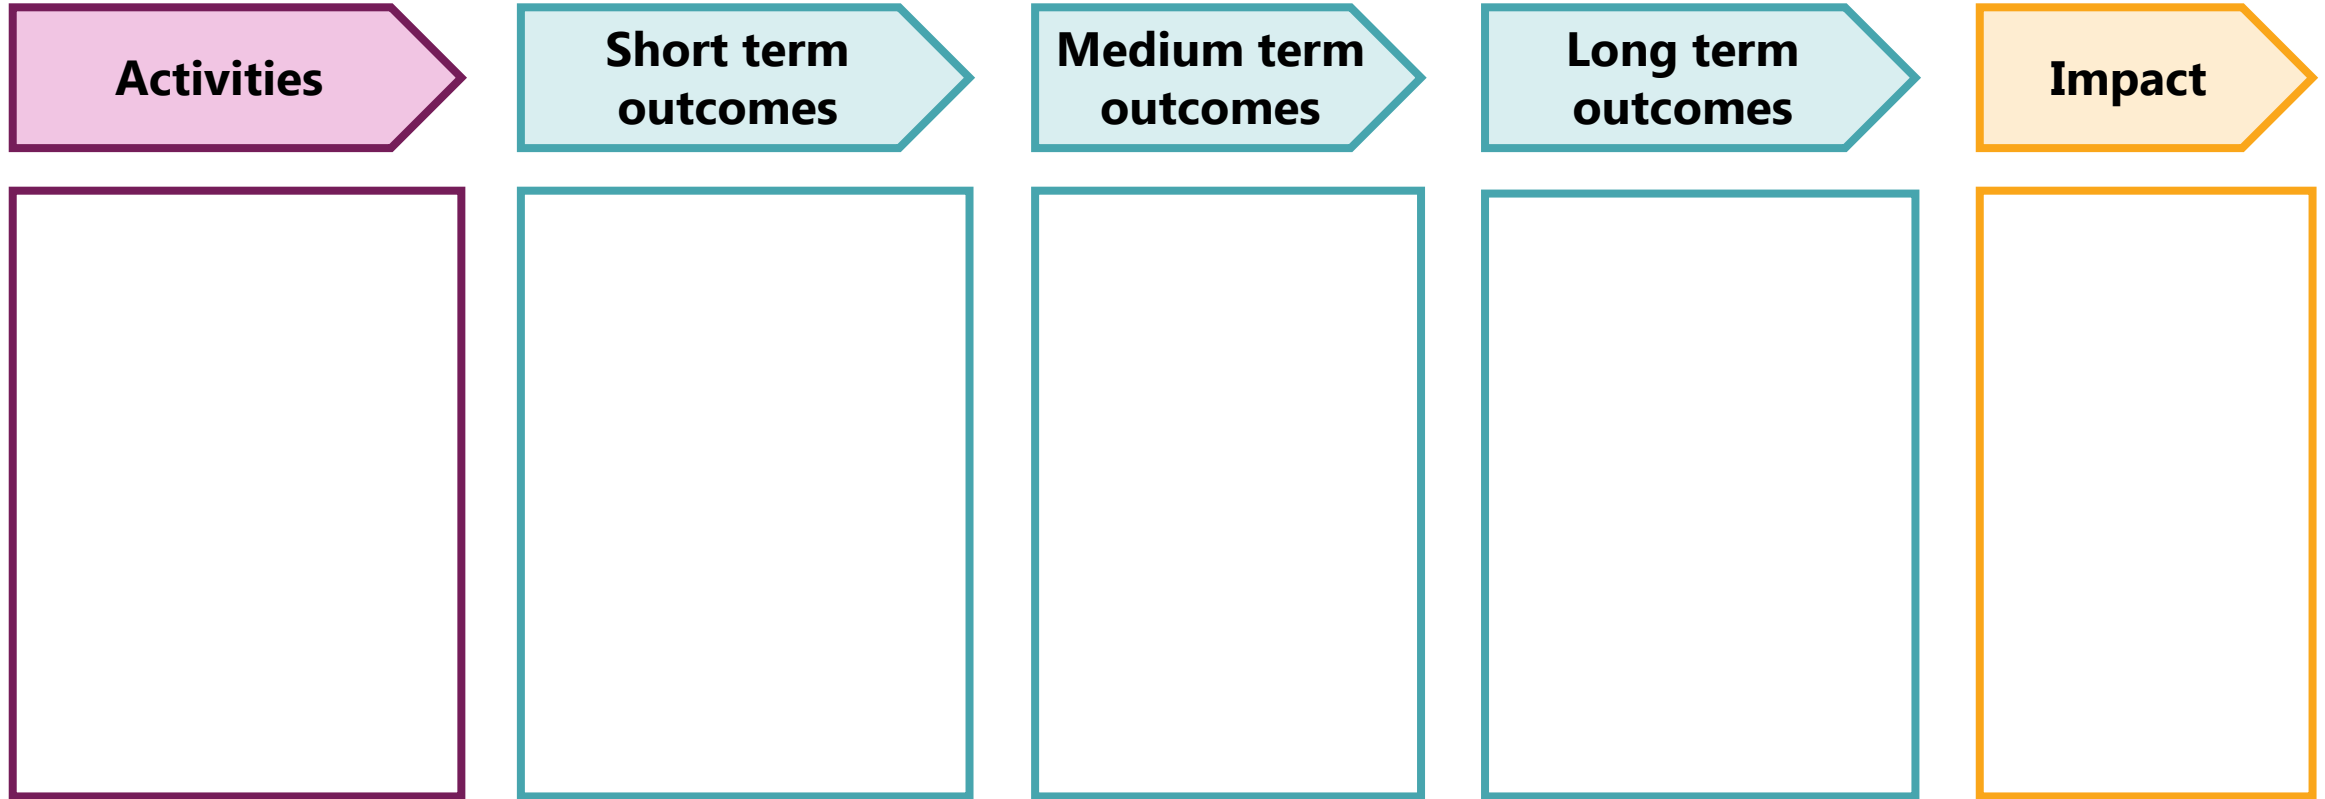 Activities
Short term
outcomes
Medium term
outcomes
Long term
outcomes
Impact